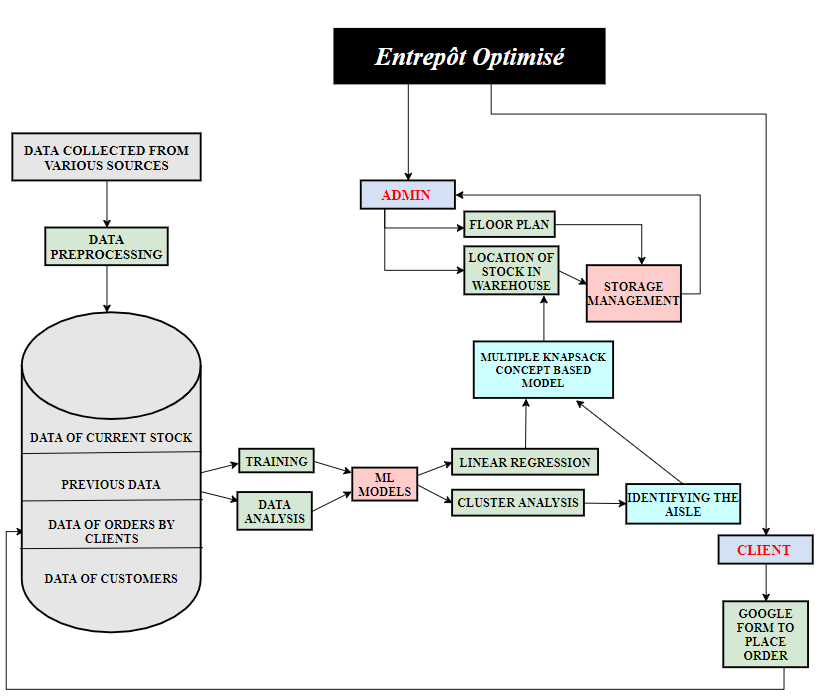 Entrepôt Optimisé
DATA COLLECTED FROM
VARIOUS SOURCES
ADMIN
FLOOR PLAN
DATA
PREPROCESSING
LOCATION OF
STOCK IN
WAREHOUSE
STORAGE
MANAGEMENT
MULTIPLE KNAPSACK
CONCEPT BASED
MODEL
DATA OF CURRENT STOCK
PREVIOUS DATA
DATA OF ORDERS BY
CLIENTS
DATA OF CUSTOMERS
TRAINING
DATA
ANALYSIS
ML
MODELS
LINEAR REGRESSION
CLUSTER ANALYSIS
IDENTIFYING THE
AISLE
CLIENT
GOOGLE
FORM TO
PLACE
ORDER